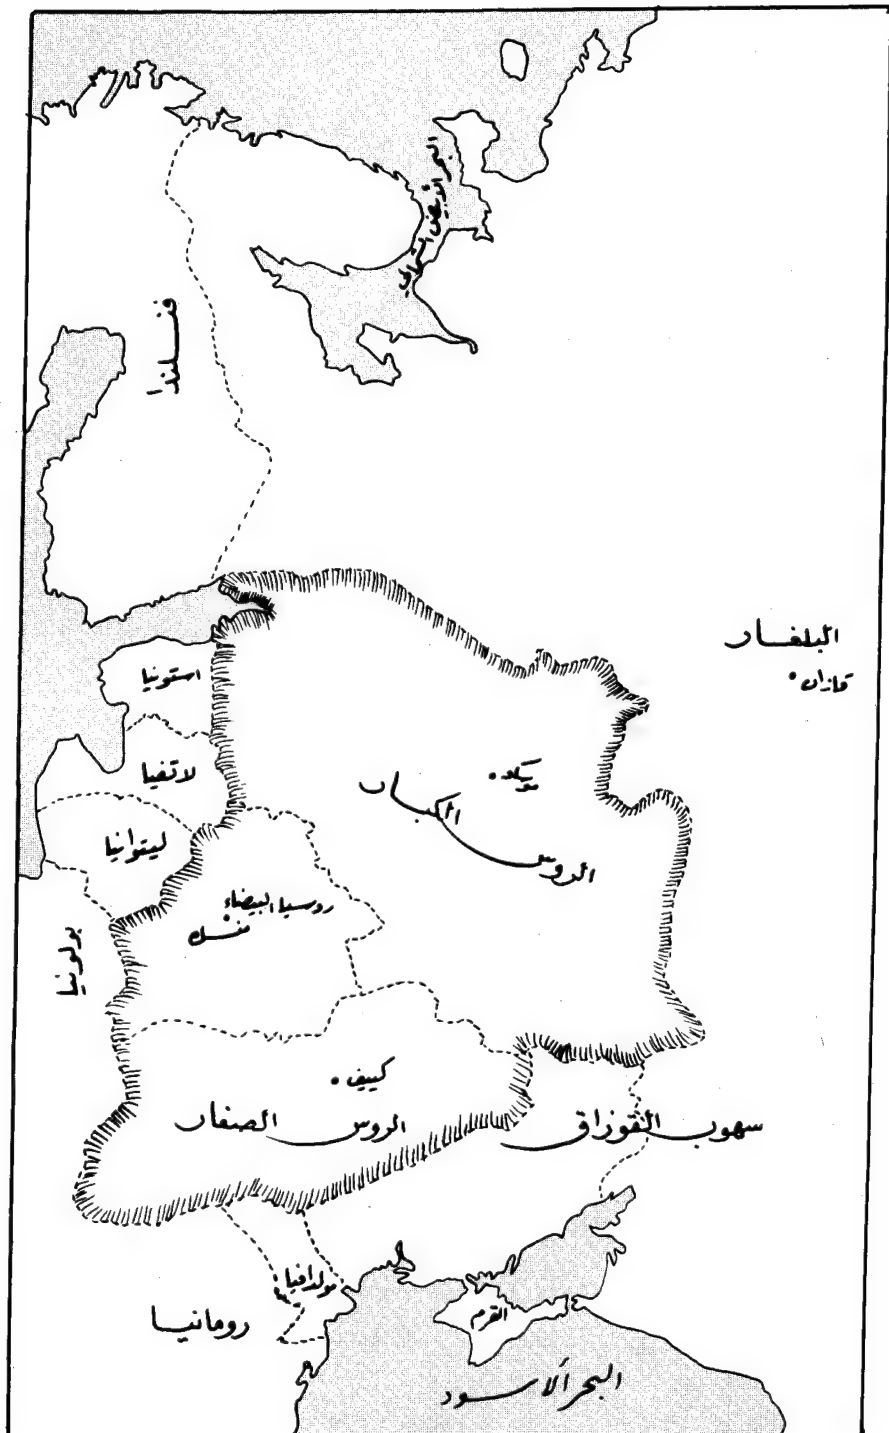 البحر الأبيض الشمالي
فنلندا
البلغار
قازان
استونيا
لاتفيا
ليتوانيا
موسكو
الروس الكبار
روسيا البيضاء
منسك
بولونيا
كييف
الروس الصغار
سهوب القوزاق
مولدافيا
رومانيا
القرم
البحر الأسود